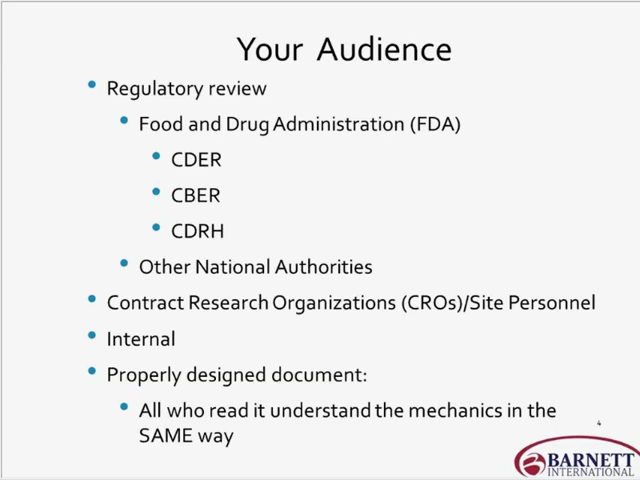 Your Audience
Regulatory review
Food and Drug Administration (FDA)
CDER
CBER
CDRH
Other National Authorities
Contract Research Organizations (CROs)/Site Personnel
Internal
Properly designed document:
All who read it understand the mechanics in the
SAME way
4
BARNETT
INTERNATIONAL